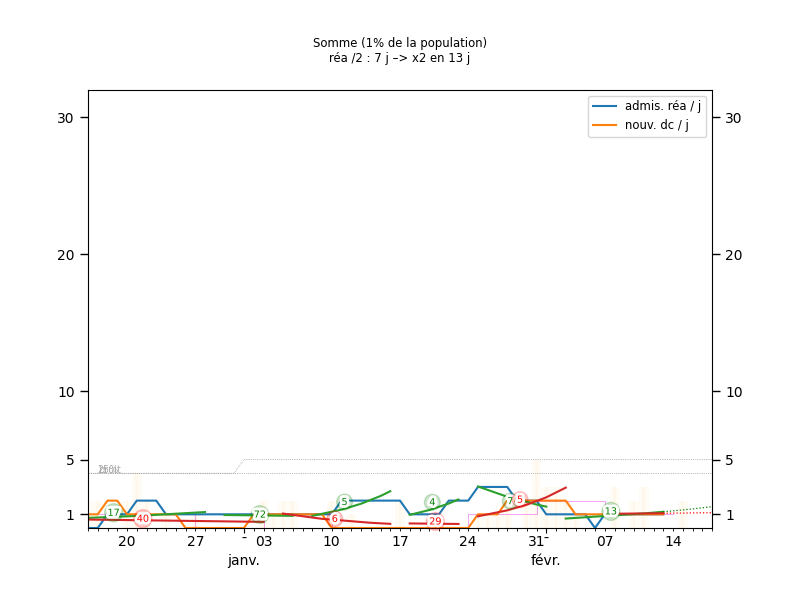 Somme (1% de la population)
réa /2 : 7 j –> x2 en 13 j
admis. réa / j
nouv. dc / j
30 30
20 20
10 10
5 5
1 1
17 40 72 6 5 29 4 7 5 13
20 27 - 03 10 17 24 31- 07 14
janv. févr.